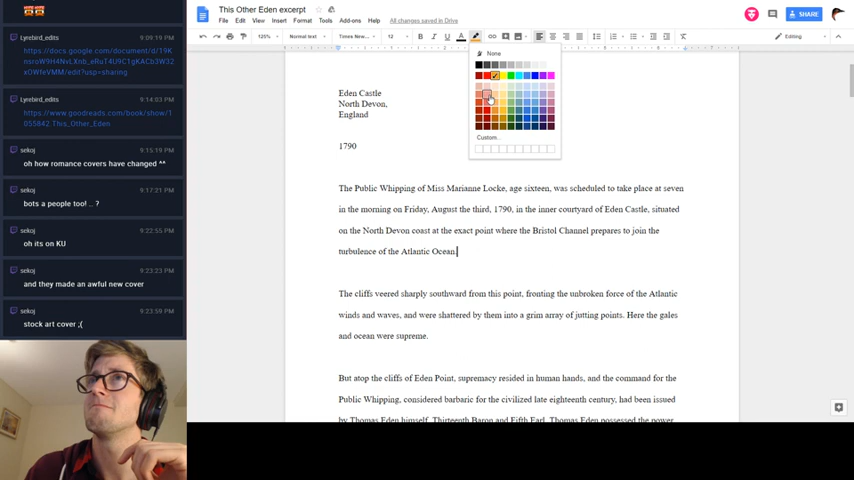 Lyrebird_edits 9:09:19 PM
https://docs.google.com/document/d/19K
nsroW9H4N4YuLEruT4U9C1gKACb3W32
xOWfeVMM/edit?usp=sharing
Lyrebird_edits 9:14:03 PM
https://www.goodreads.com/book/show/1
055842.This_Other_Eden
sekoj 9:15:19 PM
oh how romance covers have changed ^^
sekoj 9:17:21 PM
bots a people too! .. ?
sekoj 9:22:55 PM
oh its on KU
sekoj 9:23:23 PM
and they made an awful new cover
sekoj 9:23:59 PM
stock art cover ;(
This Other Eden excerpt
File Edit View Insert Format Tools Add-ons Help All changes saved in Drive
SHARE
125% Normal text Times New... 12 B I U A Editing
None
Custom...
Eden Castle
North Devon,
England
1790
The Public Whipping of Miss Marianne Locke, age sixteen, was scheduled to take place at seven
in the morning on Friday, August the third, 1790, in the inner courtyard of Eden Castle, situated
on the North Devon coast at the exact point where the Bristol Channel prepares to join the
turbulence of the Atlantic Ocean.
The cliffs veered sharply southward from this point, fronting the unbroken force of the Atlantic
winds and waves, and were shattered by them into a grim array of jutting points. Here the gales
and ocean were supreme.
But atop the cliffs of Eden Point, supremacy resided in human hands, and the command for the
Public Whipping, considered barbaric for the civilized late eighteenth century, had been issued
by Thomas Eden himself, Thirteenth Baron and Fifth Earl. Thomas Eden possessed the power